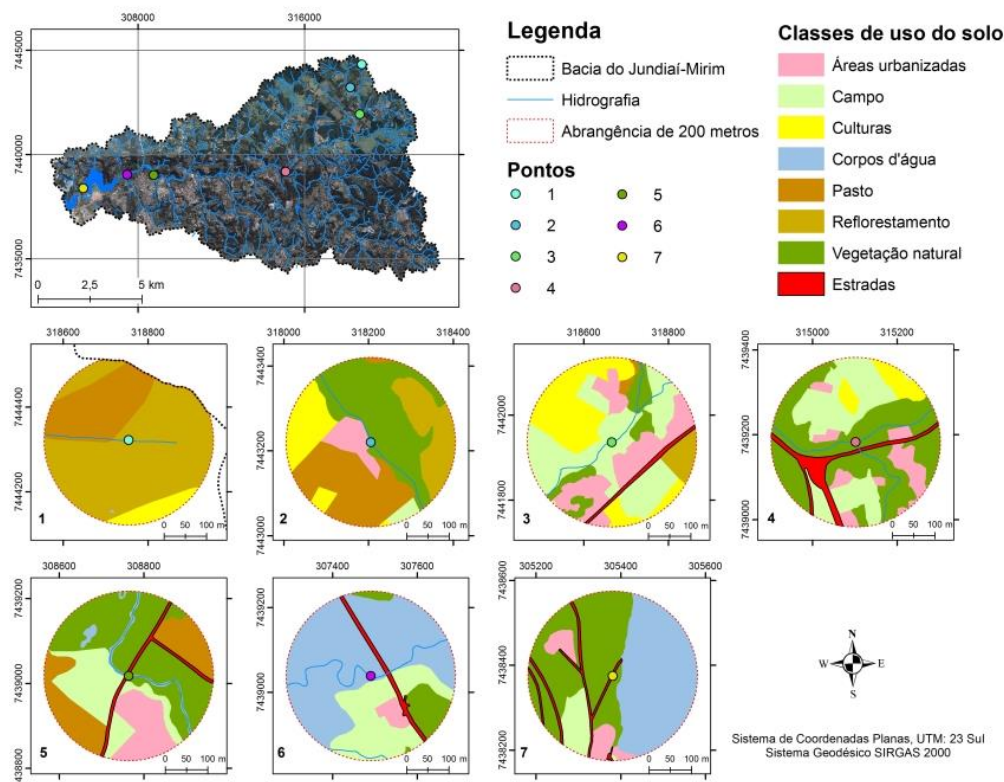 308000 316000
7445000
7440000
7435000
0 2,5 5 km
Legenda
Bacia do Jundiaí-Mirim
Hidrografia
Abrangência de 200 metros
Pontos
1 5
2 6
3 7
4
Classes de uso do solo
Áreas urbanizadas
Campo
Culturas
Corpos d'água
Pasto
Reflorestamento
Vegetação natural
Estradas
318600 318800
7444400
7444200
1
0 50 100 m
318000 318200 318400
7443400
7443200
7443000
2
0 50 100 m
318600 318800
7442000
7441800
3
0 50 100 m
315000 315200
7439400
7439200
7439000
4
0 50 100 m
308600 308800
7439200
7439000
7438800
5
0 50 100 m
307400 307600
7439200
7439000
6
0 50 100 m
305200 305400 305600
7438600
7438400
7438200
7
0 50 100 m
N
W E
S
Sistema de Coordenadas Planas, UTM: 23 Sul
Sistema Geodésico SIRGAS 2000